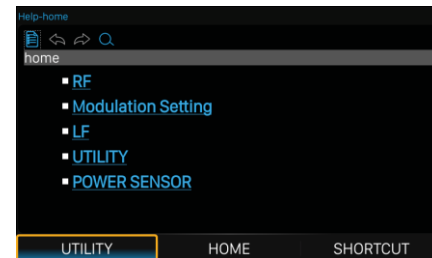 Help-home
home
RF
Modulation Setting
LF
UTILITY
POWER SENSOR
UTILITY HOME SHORTCUT